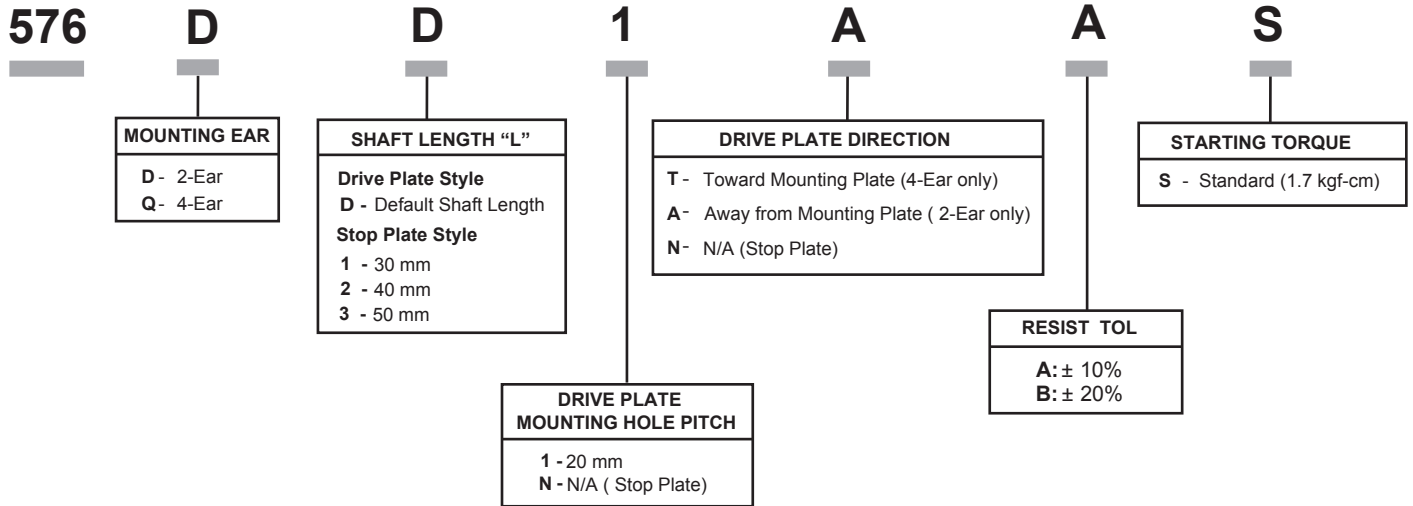 576 D D 1 A A S
MOUNTING EAR
D - 2-Ear
Q - 4-Ear
SHAFT LENGTH “L”
Drive Plate Style
D - Default Shaft Length
Stop Plate Style
1 - 30 mm
2 - 40 mm
3 - 50 mm
DRIVE PLATE
MOUNTING HOLE PITCH
1 - 20 mm
N - N/A ( Stop Plate)
DRIVE PLATE DIRECTION
T - Toward Mounting Plate (4-Ear only)
A - Away from Mounting Plate ( 2-Ear only)
N - N/A (Stop Plate)
RESIST TOL
A: ± 10%
B: ± 20%
STARTING TORQUE
S - Standard (1.7 kgf-cm)